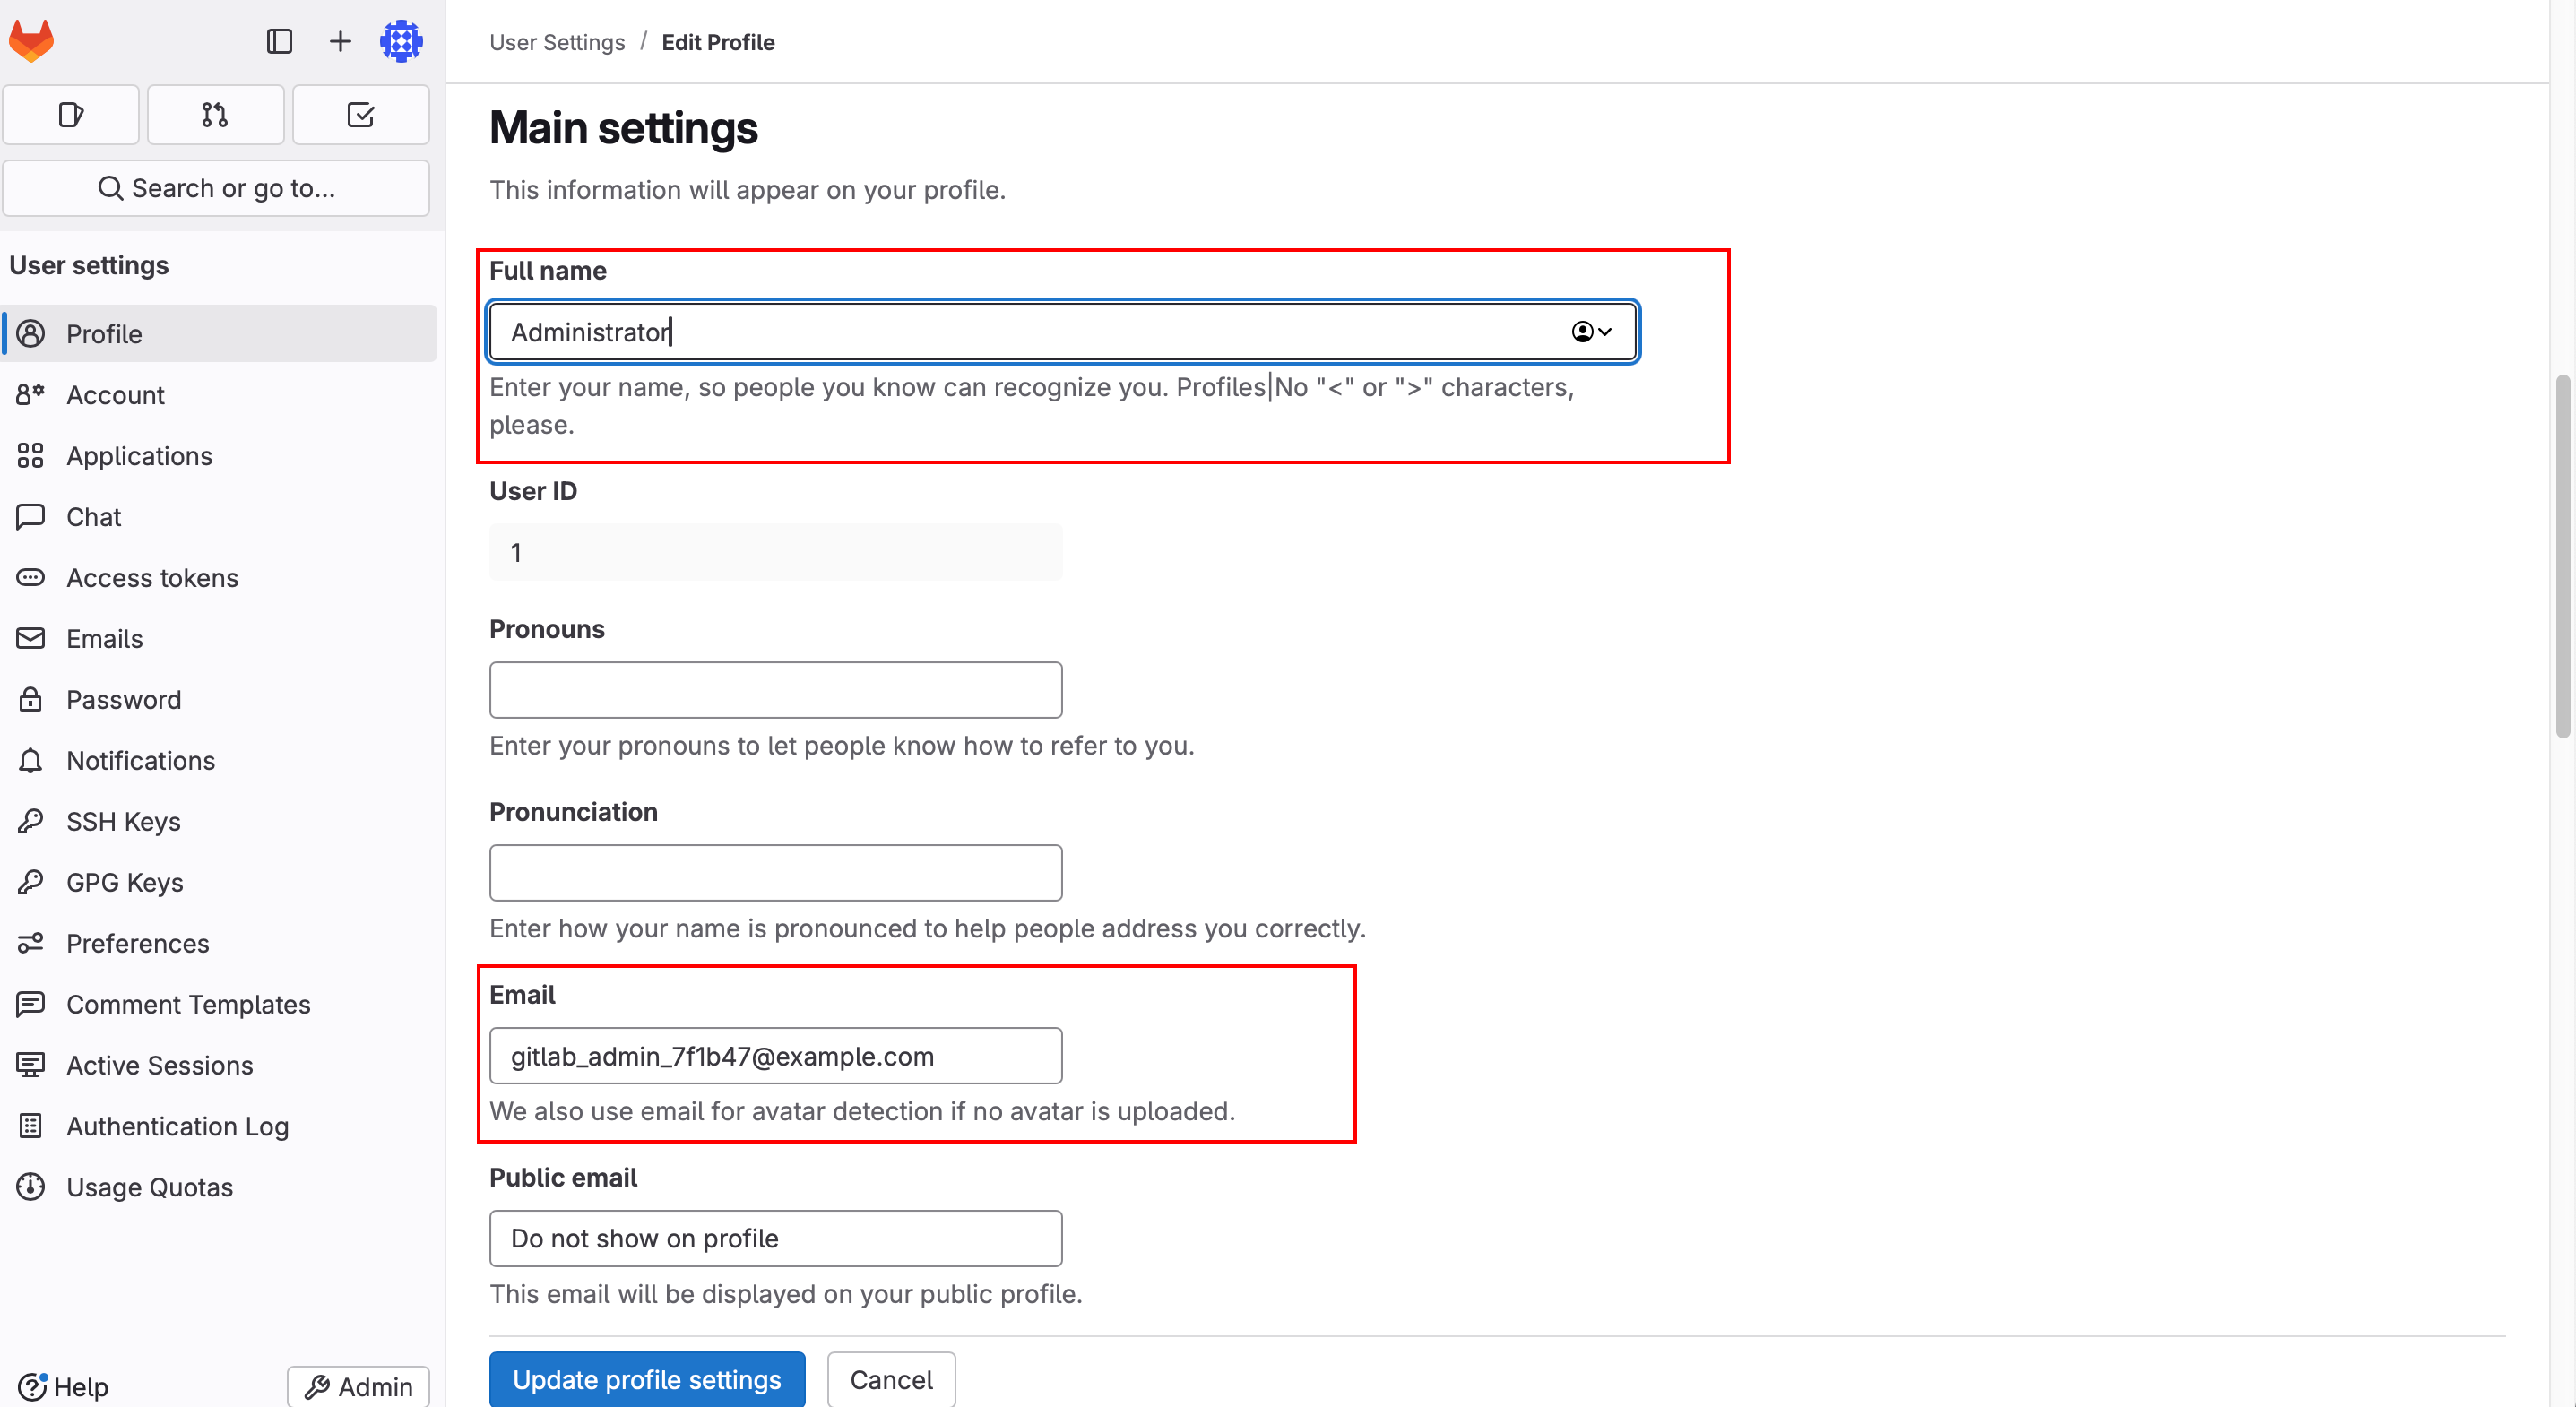 User Settings / Edit Profile
Search or go to...
User settings
Profile
Account
Applications
Chat
Access tokens
Emails
Password
Notifications
SSH Keys
GPG Keys
Preferences
Comment Templates
Active Sessions
Authentication Log
Usage Quotas
Help
Admin
Main settings
This information will appear on your profile.
Full name
Administrator
Enter your name, so people you know can recognize you. Profiles|No "<" or ">" characters,
please.
User ID
1
Pronouns
Enter your pronouns to let people know how to refer to you.
Pronunciation
Enter how your name is pronounced to help people address you correctly.
Email
gitlab_admin_7f1b47@example.com
We also use email for avatar detection if no avatar is uploaded.
Public email
Do not show on profile
This email will be displayed on your public profile.
Update profile settings
Cancel